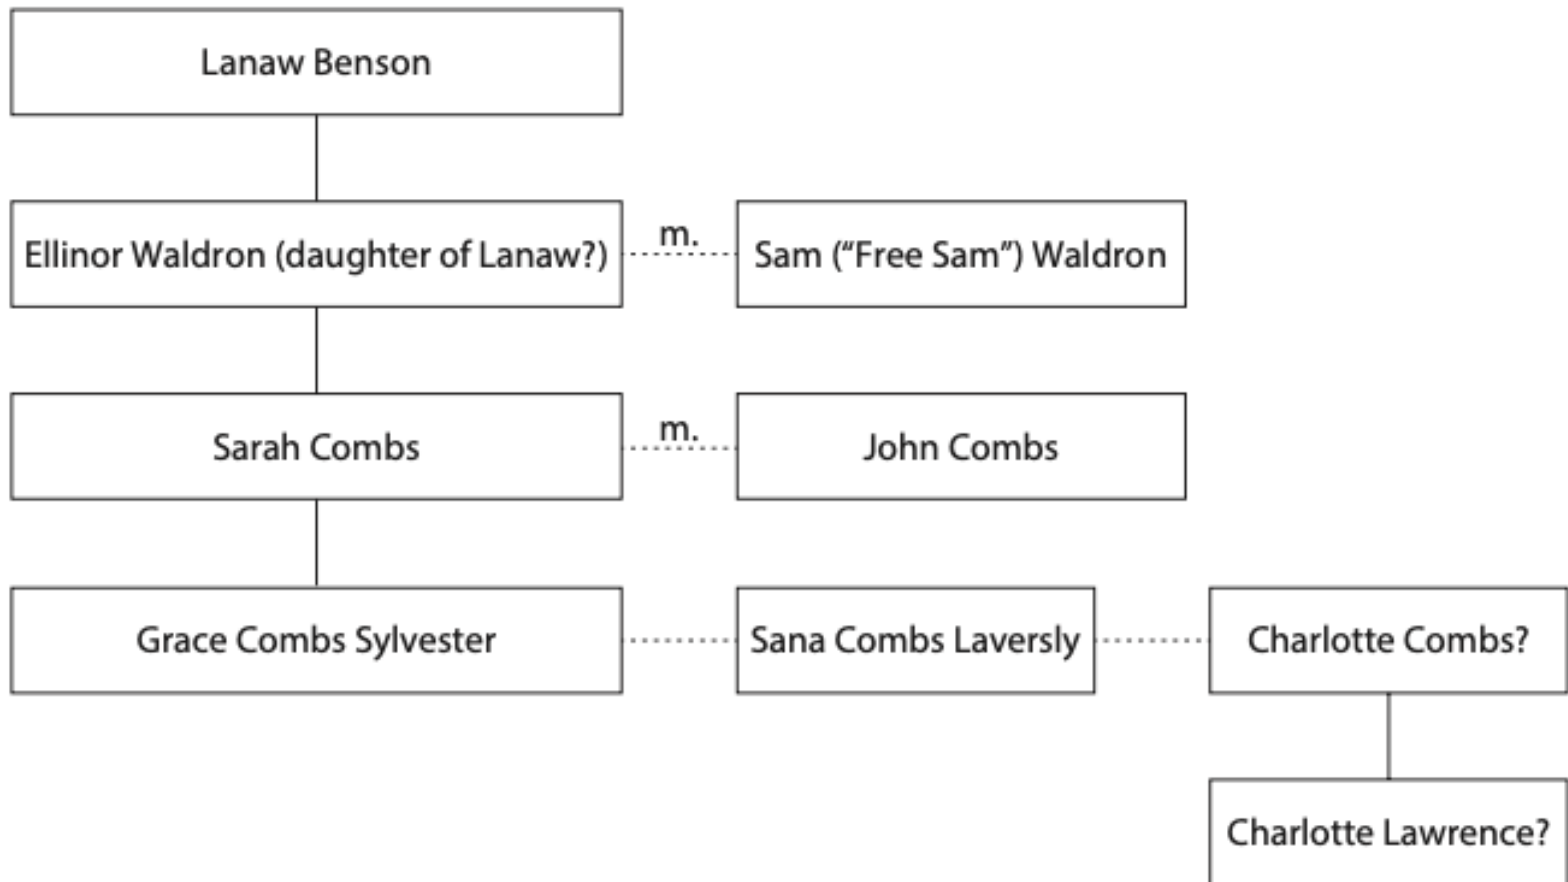 Lanaw Benson
Ellinor Waldron (daughter of Lanaw?)
m.
Sam (“Free Sam”) Waldron
Sarah Combs
m.
John Combs
Grace Combs Sylvester
Sana Combs Laversly
Charlotte Combs?
Charlotte Lawrence?